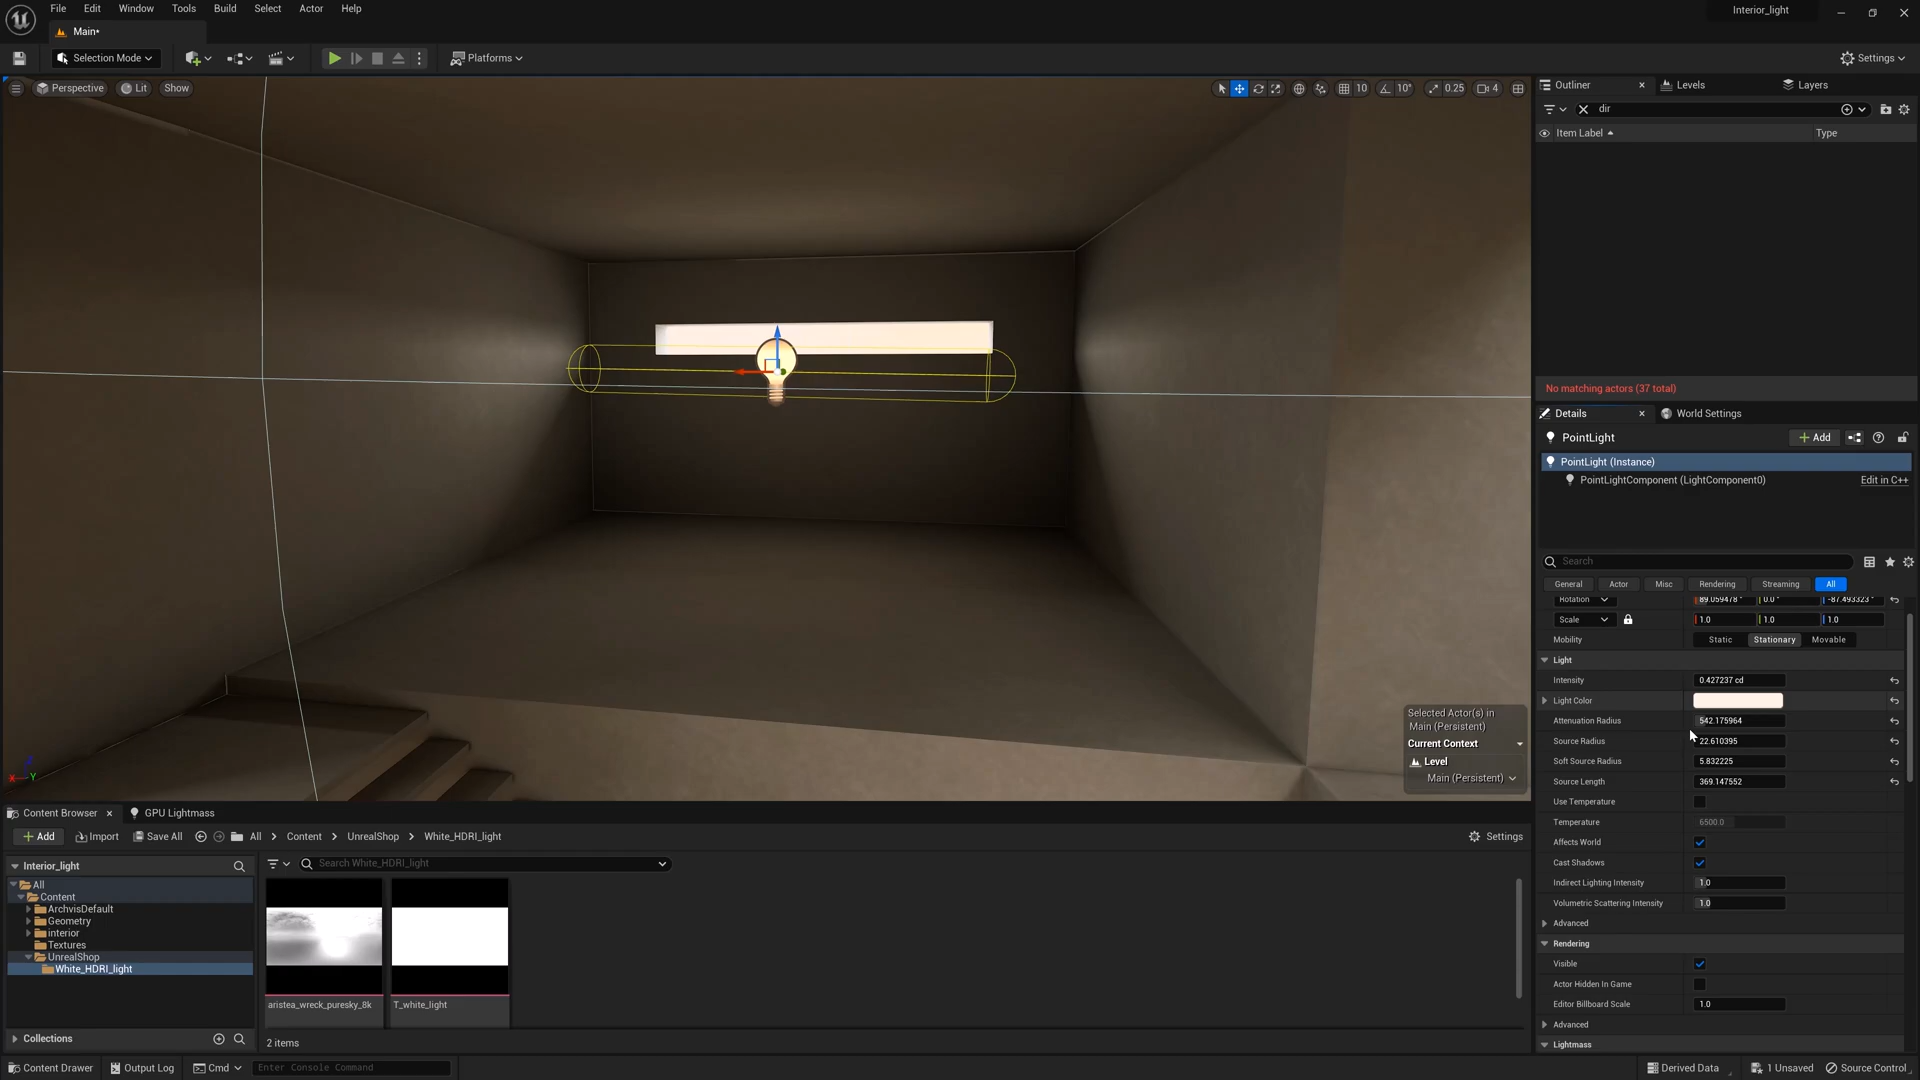 File Edit Window Tools Build Select Actor Help
Interior_light
Main*
Selection Mode
Platforms
Settings
Perspective
Lit
Show
10
10°
0.25
4
Outliner
Levels
Layers
dir
Item Label
Type
No matching actors (37 total)
Details
World Settings
PointLight
Add
PointLight (Instance)
PointLightComponent (LightComponent0)
Edit in C++
Search
General
Actor
Misc
Rendering
Streaming
All
Rotation
89.059478 °
0.0 °
-87.493323 °
Scale
1.0
1.0
1.0
Mobility
Static
Stationary
Movable
Light
Intensity
0.427237 cd
Light Color
Attenuation Radius
542.175964
Source Radius
22.610395
Soft Source Radius
5.832225
Source Length
369.147552
Use Temperature
Temperature
6500.0
Affects World
Cast Shadows
Indirect Lighting Intensity
1.0
Volumetric Scattering Intensity
1.0
Advanced
Rendering
Visible
Actor Hidden In Game
Editor Billboard Scale
1.0
Advanced
Lightmass
Selected Actor(s) in
Main (Persistent)
Current Context
Level
Main (Persistent)
X
Y
Content Browser
GPU Lightmass
Add
Import
Save All
All
Content
UnrealShop
White_HDRI_light
Settings
Interior_light
Search White_HDRI_light
All
Content
ArchvisDefault
Geometry
interior
Textures
UnrealShop
White_HDRI_light
aristea_wreck_puresky_8k
T_white_light
Collections
2 items
Content Drawer
Output Log
Cmd
Enter Console Command
Derived Data
1 Unsaved
Source Control